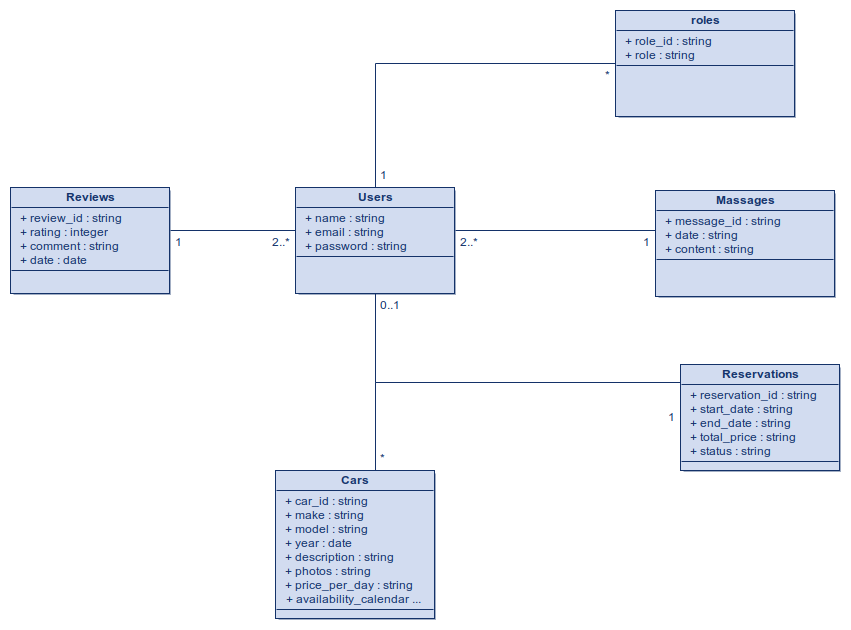 roles
+ role_id : string
+ role : string
*
1
Reviews
+ review_id : string
+ rating : integer
+ comment : string
+ date : date
1
2..*
Users
+ name : string
+ email : string
+ password : string
2..*
1
Massages
+ message_id : string
+ date : string
+ content : string
0..1
Reservations
+ reservation_id : string
+ start_date : string
+ end_date : string
+ total_price : string
+ status : string
1
*
Cars
+ car_id : string
+ make : string
+ model : string
+ year : date
+ description : string
+ photos : string
+ price_per_day : string
+ availability_calendar ...